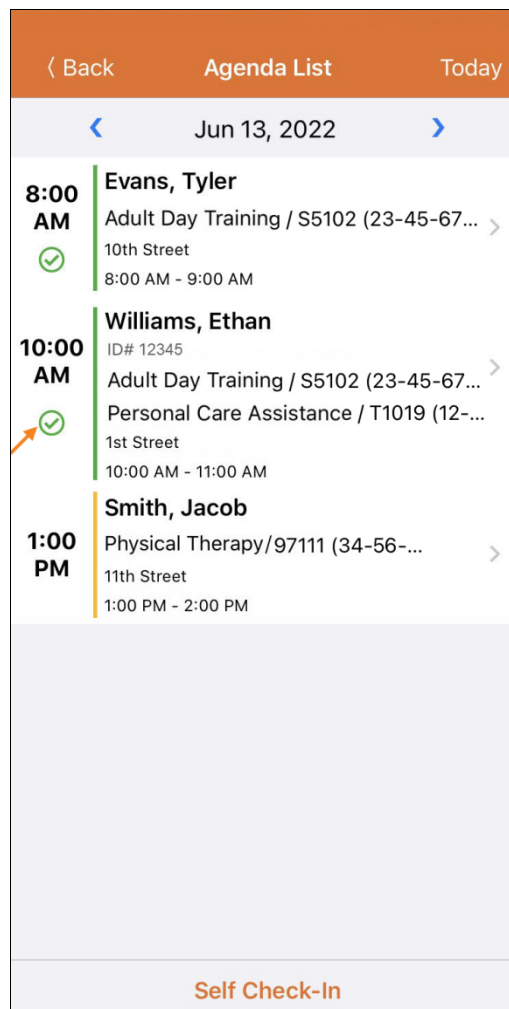 Back Agenda List Today
Jun 13, 2022
8:00 AM
Evans, Tyler
Adult Day Training / S5102 (23-45-67...
10th Street
8:00 AM - 9:00 AM
10:00 AM
Williams, Ethan
ID# 12345
Adult Day Training / S5102 (23-45-67...
Personal Care Assistance / T1019 (12-...
1st Street
10:00 AM - 11:00 AM
1:00 PM
Smith, Jacob
Physical Therapy/97111 (34-56-...
11th Street
1:00 PM - 2:00 PM
Self Check-In